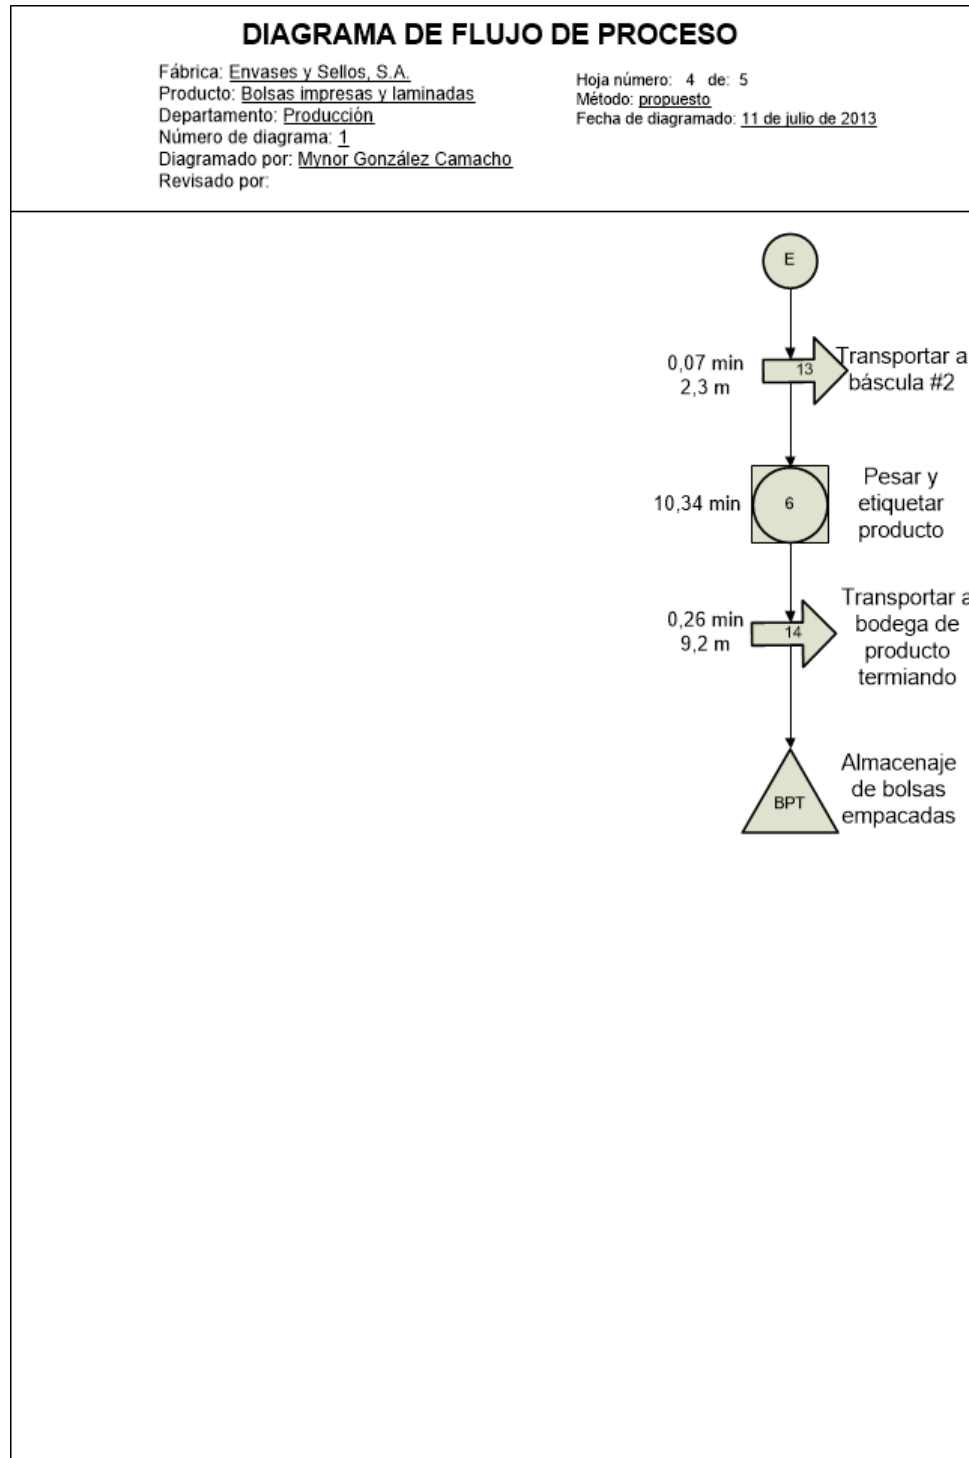 DIAGRAMA DE FLUJO DE PROCESO
Fábrica: Envases y Sellos, S.A.
Producto: Bolsas impresas y laminadas
Departamento: Producción
Número de diagrama: 1
Diagramado por: Mynor González Camacho
Revisado por:
Hoja número: 4 de: 5
Método: propuesto
Fecha de diagramado: 11 de julio de 2013
E
0,07 min
2,3 m
13
Transportar a
báscula #2
10,34 min
6
Pesar y
etiquetar
producto
0,26 min
9,2 m
14
Transportar a
bodega de
producto
termiando
BPT
Almacenaje
de bolsas
empacadas